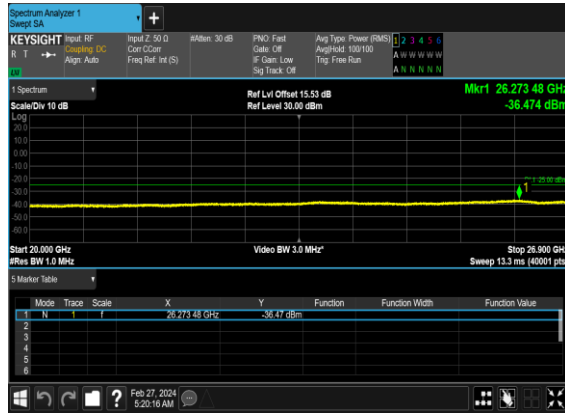 Spectrum Analyzer 1
Swept SA
+
KEYSIGHT Input: RF Input Z: 50 Ω #Atten: 30 dB PNO: Fast Avg Type: Power (RMS) 1 2 3 4 5 6
R T Coupling: DC Corr CCorr Gate: Off Avg|Hold: 100/100 A W W W W W
Align: Auto Freq Ref: Int (S) IF Gain: Low Trig: Free Run
Sig Track: Off A N N N N N
1 Spectrum Ref Lvl Offset 15.53 dB Mkr1 26.273 48 GHz
Scale/Div 10 dB Ref Level 30.00 dBm -36.474 dBm
Log
20.0
10.0
0.00
-10.0
-20.0
-25.00 dBm
1
-30.0
-40.0
-50.0
-60.0
Start 20.000 GHz Video BW 3.0 MHz* Stop 26.900 GHz
#Res BW 1.0 MHz Sweep 13.3 ms (40001 pts)
5 Marker Table
Mode Trace Scale X Y Function Function Width Function Value
1 N 1 f 26.273 48 GHz -36.47 dBm
2
3
4
5
6
? Feb 27, 2024
5:20:16 AM